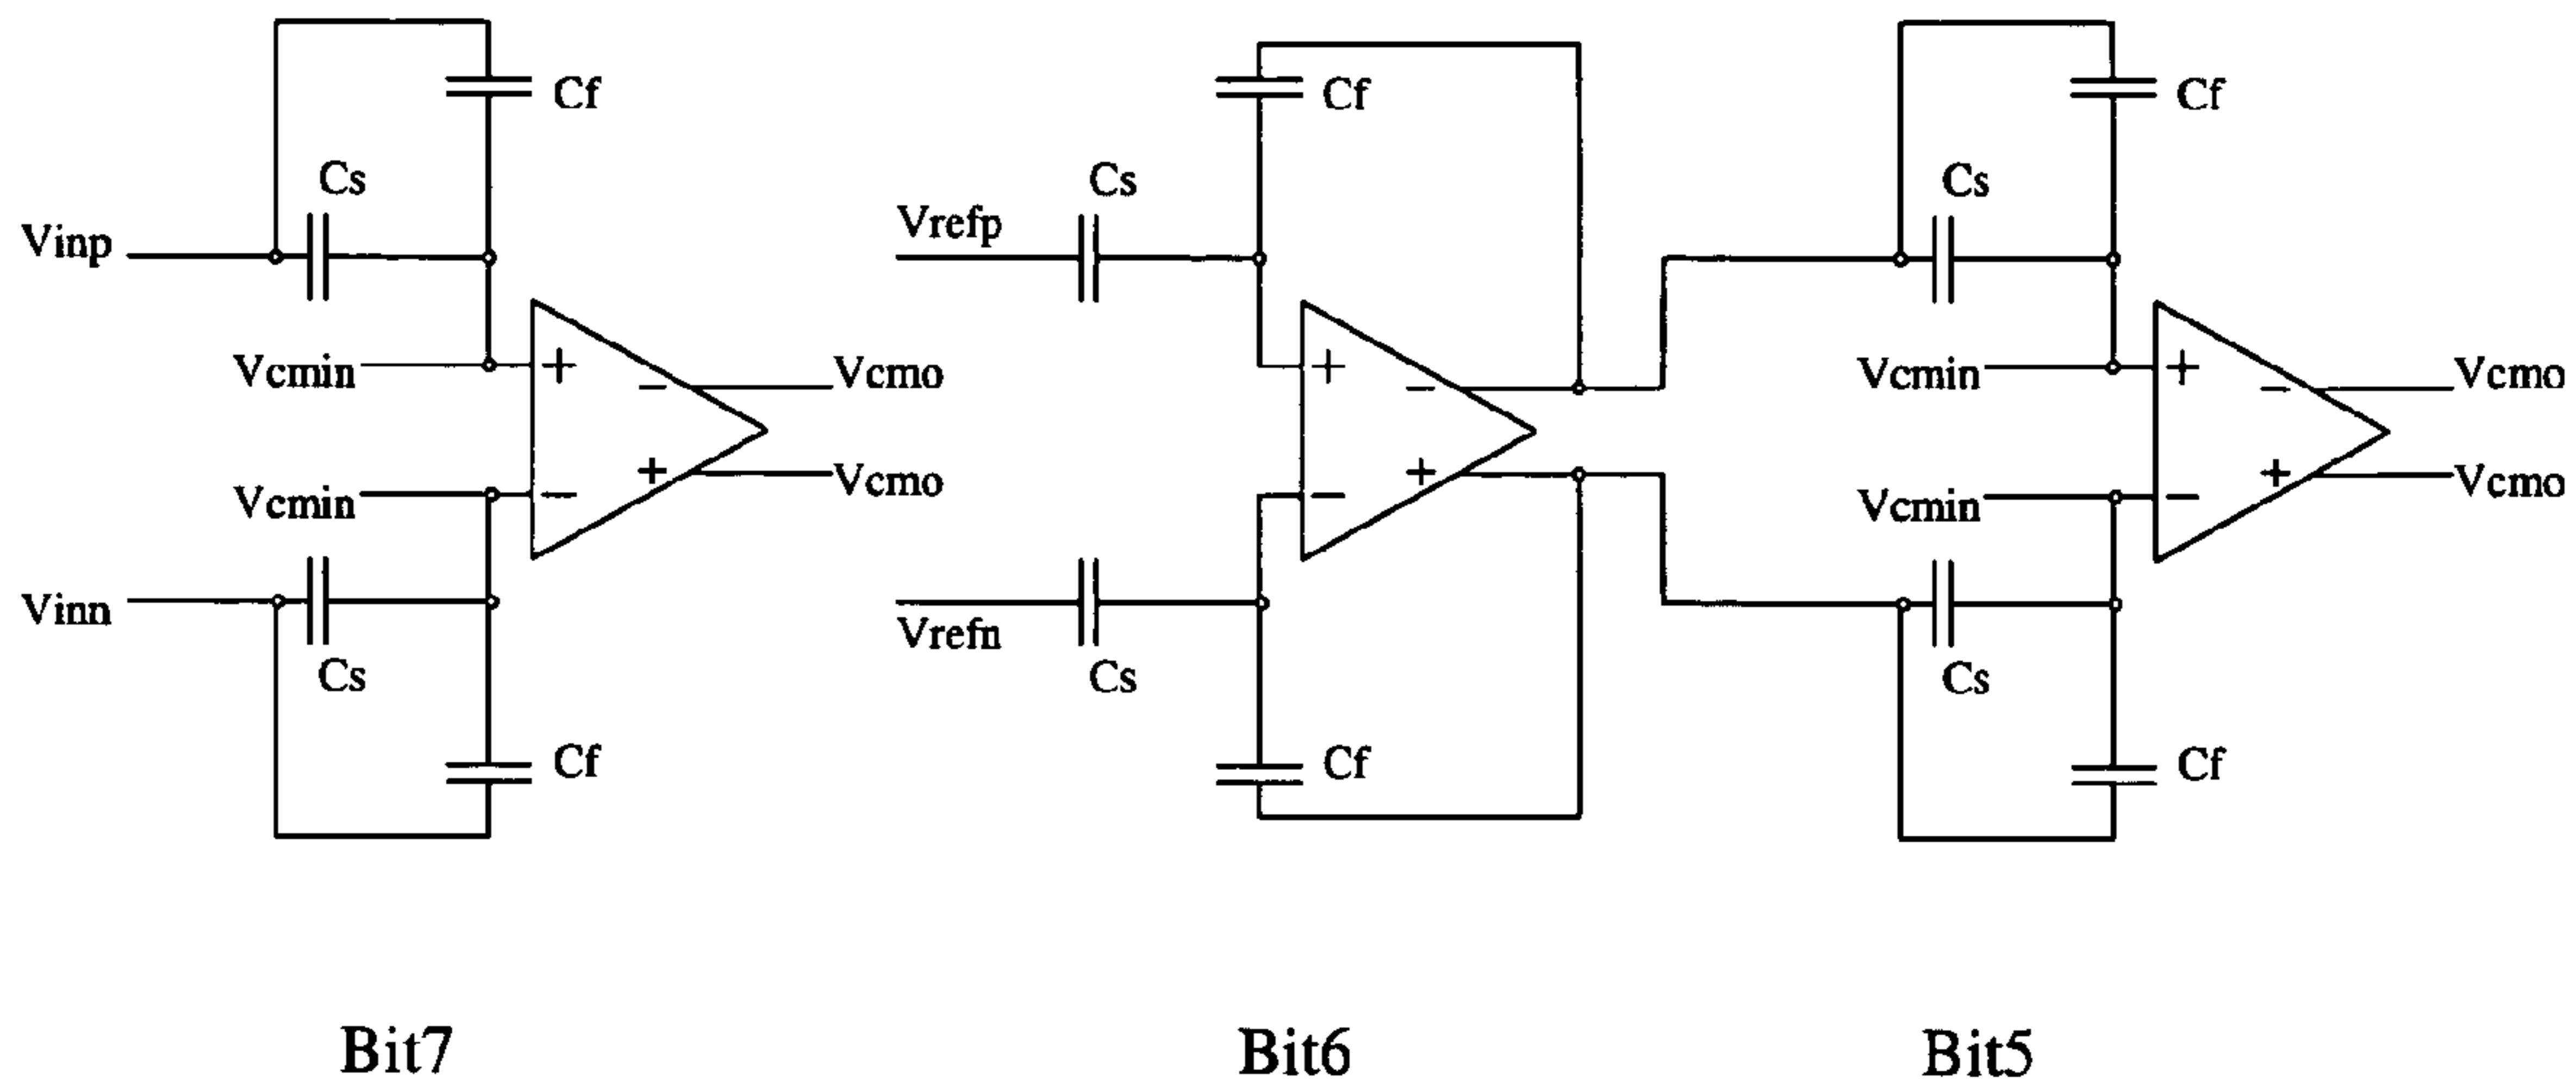 Cf
Cs
Vinp
Vcmin
+
−
Vcmo
Vcmin
−
+
Vcmo
Vinn
Cs
Cf
Bit7
Cf
Cs
Vrefp
+
−
−
+
Vrefn
Cs
Cf
Bit6
Cf
Cs
Vcmin
+
−
Vcmo
Vcmin
−
+
Vcmo
Cs
Cf
Bit5